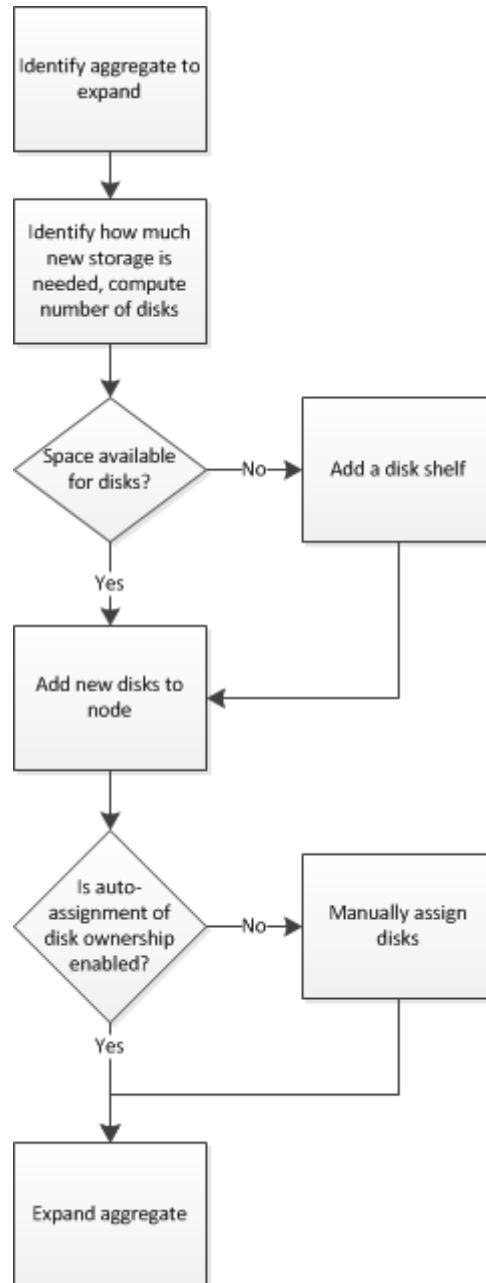 Identify aggregate to
expand
Identify how much
new storage is
needed, compute
number of disks
Space available
for disks?
No
Add a disk shelf
Yes
Add new disks to
node
Is auto-
assignment of
disk ownership
enabled?
No
Manually assign
disks
Yes
Expand aggregate